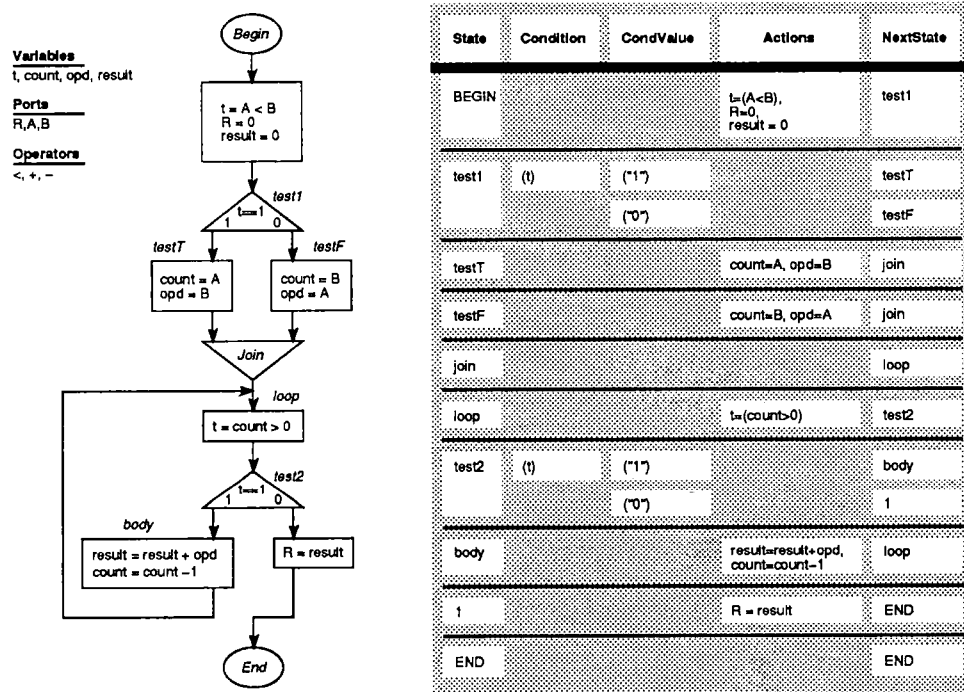 Variables
t, count, opd, result
Ports
R,A,B
Operators
<, +, –
Begin
t = A < B
R = 0
result = 0
test1
t==1
1 0
testT testF
count = A
opd = B
count = B
opd = A
Join
loop
t = count > 0
test2
t==1
1 0
body
result = result + opd
count = count –1
R = result
End
State Condition CondValue Actions NextState
BEGIN t=(A<B), test1
R=0,
result = 0
test1 (t) ("1") testT
("0") testF
testT count=A, opd=B join
testF count=B, opd=A join
join loop
loop t=(count>0) test2
test2 (t) ("1") body
("0") 1
body result=result+opd, loop
count=count–1
1 R = result END
END END